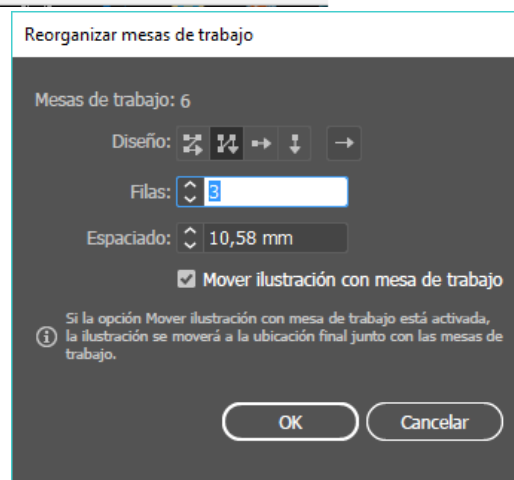 Reorganizar mesas de trabajo
Mesas de trabajo: 6
Diseño:
Filas: 3
Espaciado: 10,58 mm
Mover ilustración con mesa de trabajo
Si la opción Mover ilustración con mesa de trabajo está activada,
la ilustración se moverá a la ubicación final junto con las mesas de
trabajo.
OK Cancelar